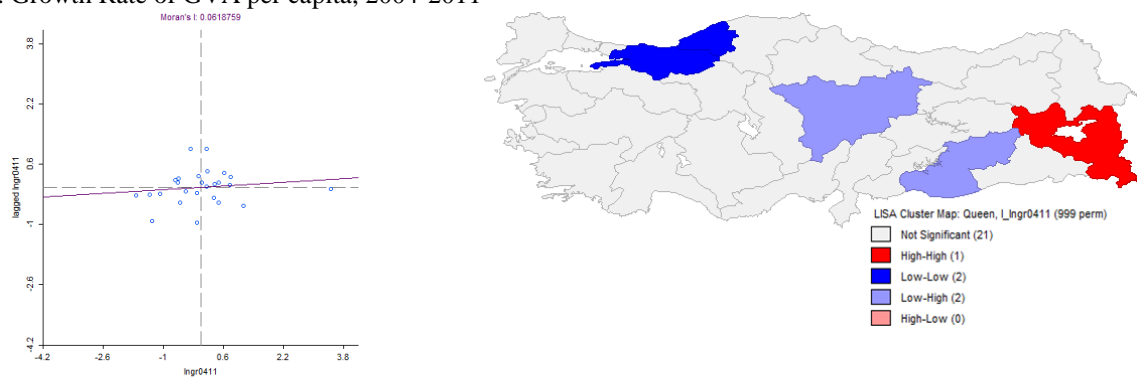 . Growth Rate of GVA per capita, 2004-2011
Moran's I: 0.0618759
3.8
2.2
0.6
-1
-2.6
-4.2
lagged lngr0411
-4.2
-2.6
-1
0.6
2.2
3.8
lngr0411
LISA Cluster Map: Queen, I_lngr0411 (999 perm)
Not Significant (21)
High-High (1)
Low-Low (2)
Low-High (2)
High-Low (0)